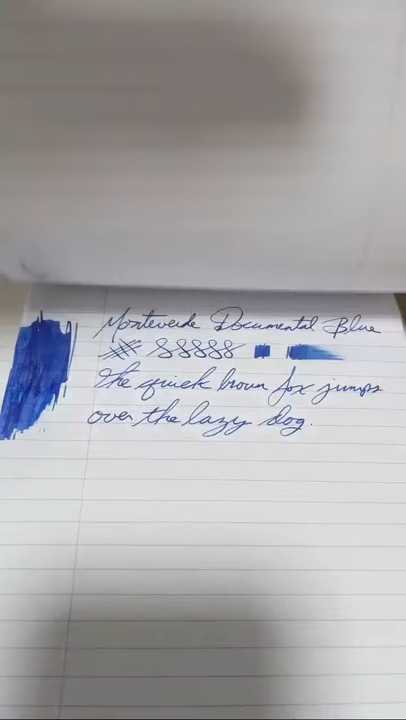 Monteverde Documental Blue
the quick brown fox jumps
over the lazy dog.